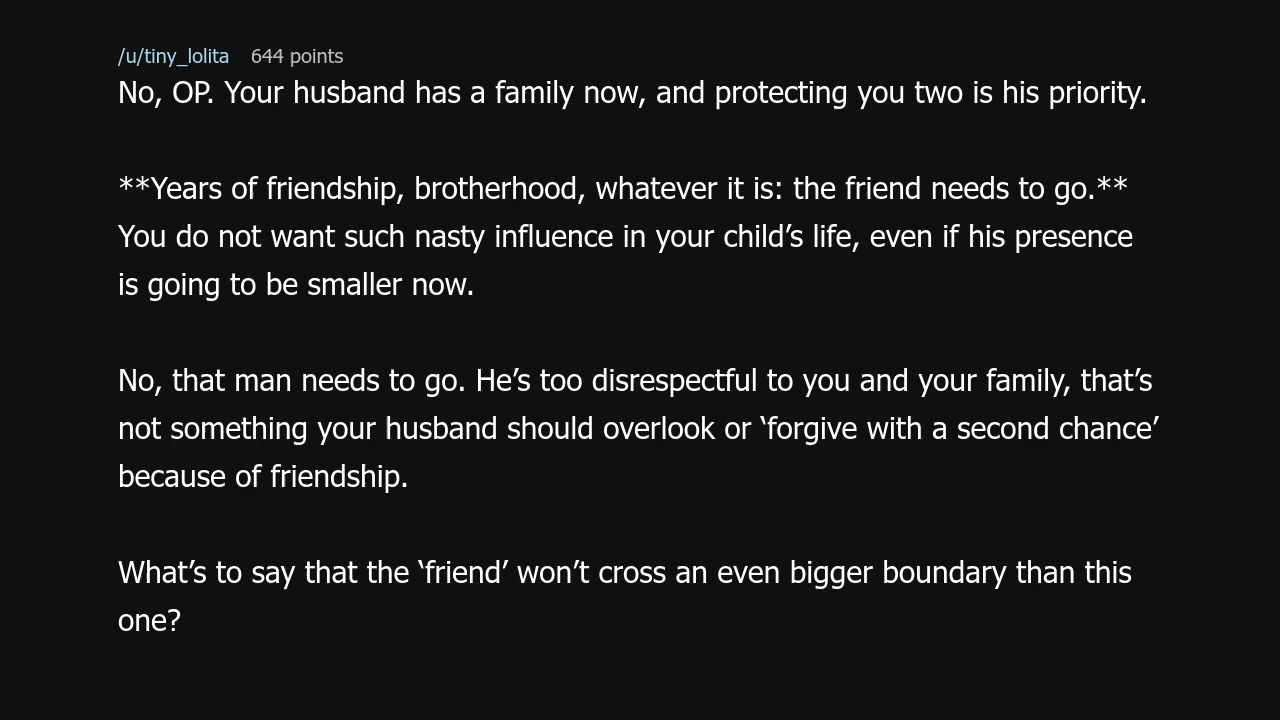 /u/tiny_lolita 644 points
No, OP. Your husband has a family now, and protecting you two is his priority.
**Years of friendship, brotherhood, whatever it is: the friend needs to go.**
You do not want such nasty influence in your child’s life, even if his presence
is going to be smaller now.
No, that man needs to go. He’s too disrespectful to you and your family, that’s
not something your husband should overlook or ‘forgive with a second chance’
because of friendship.
What’s to say that the ‘friend’ won’t cross an even bigger boundary than this
one?